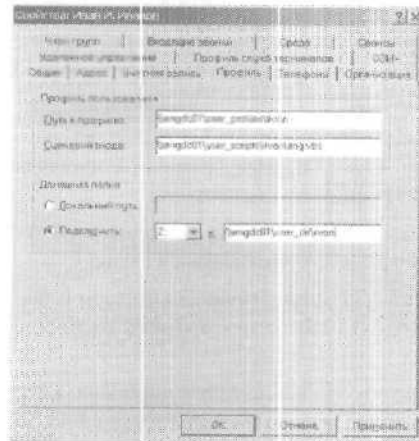 Свойства: Иван И. Иванов
Член групп Входящие звонки Среда Сеансы
Удаленное управление Профиль служб терминалов COM+
Общие Адрес Учетная запись Профиль Телефоны Организация
Профиль пользователя
Путь к профилю:
Сценарий входа:
Домашняя папка
Локальный путь:
Подключить: Z: к:
OK Отмена Применить